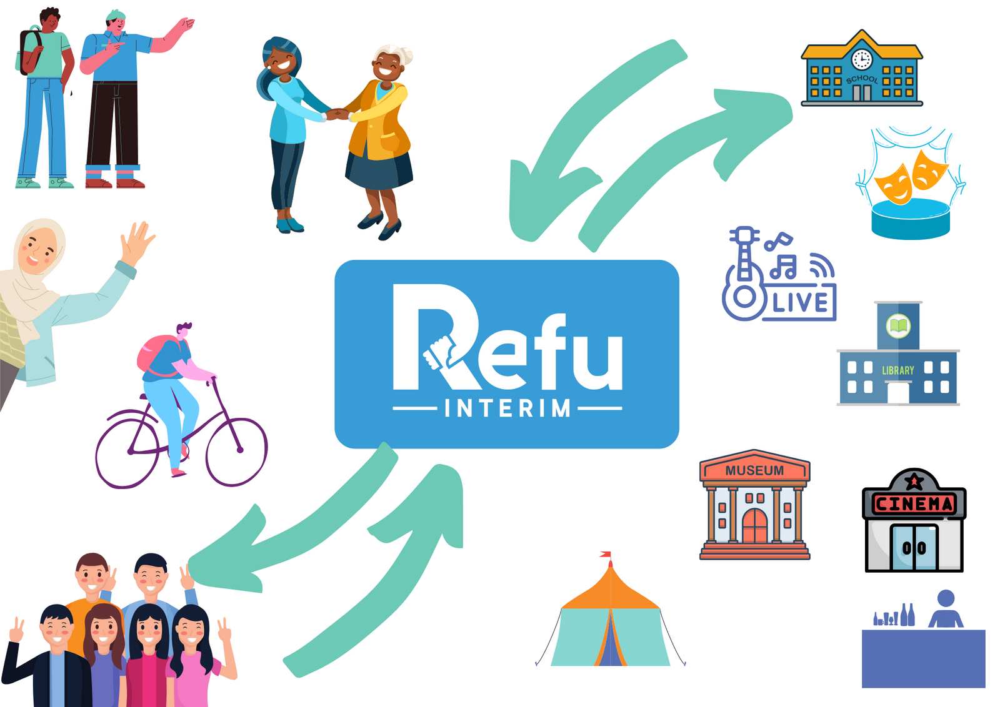 SCHOOL
LIVE
Refu
INTERIM
LIBRARY
MUSEUM
CINEMA